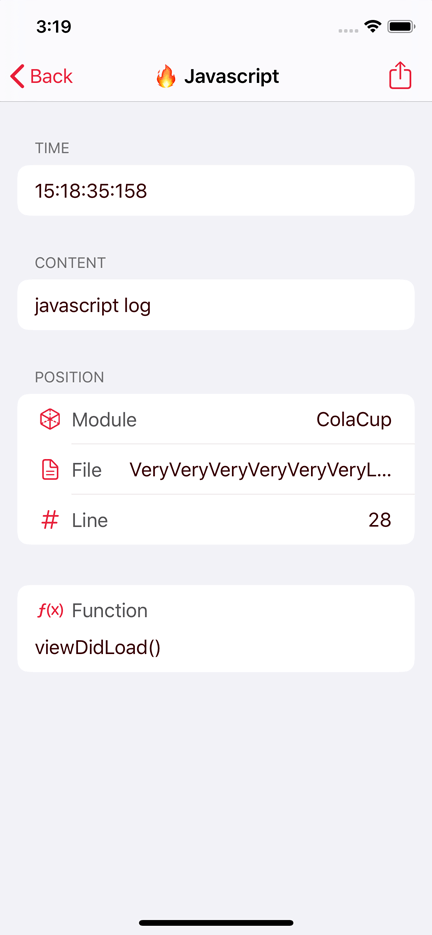 3:19
Back
🔥 Javascript
TIME
15:18:35:158
CONTENT
javascript log
POSITION
Module ColaCup
File VeryVeryVeryVeryVeryVeryL...
# Line 28
f(x) Function
viewDidLoad()